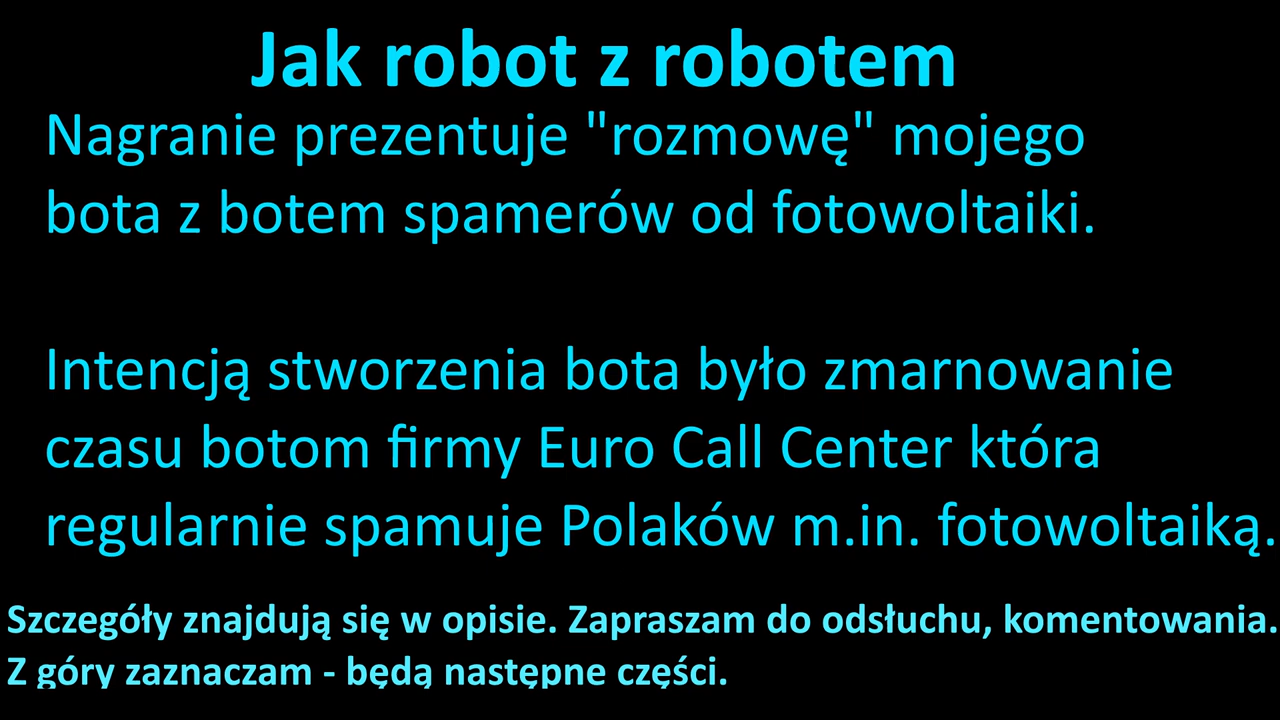 Jak robot z robotem
Nagranie prezentuje "rozmowę" mojego
bota z botem spamerów od fotowoltaiki.
Intencją stworzenia bota było zmarnowanie
czasu botom firmy Euro Call Center która
regularnie spamuje Polaków m.in. fotowoltaiką.
Szczegóły znajdują się w opisie. Zapraszam do odsłuchu, komentowania.
Z góry zaznaczam - będą następne części.